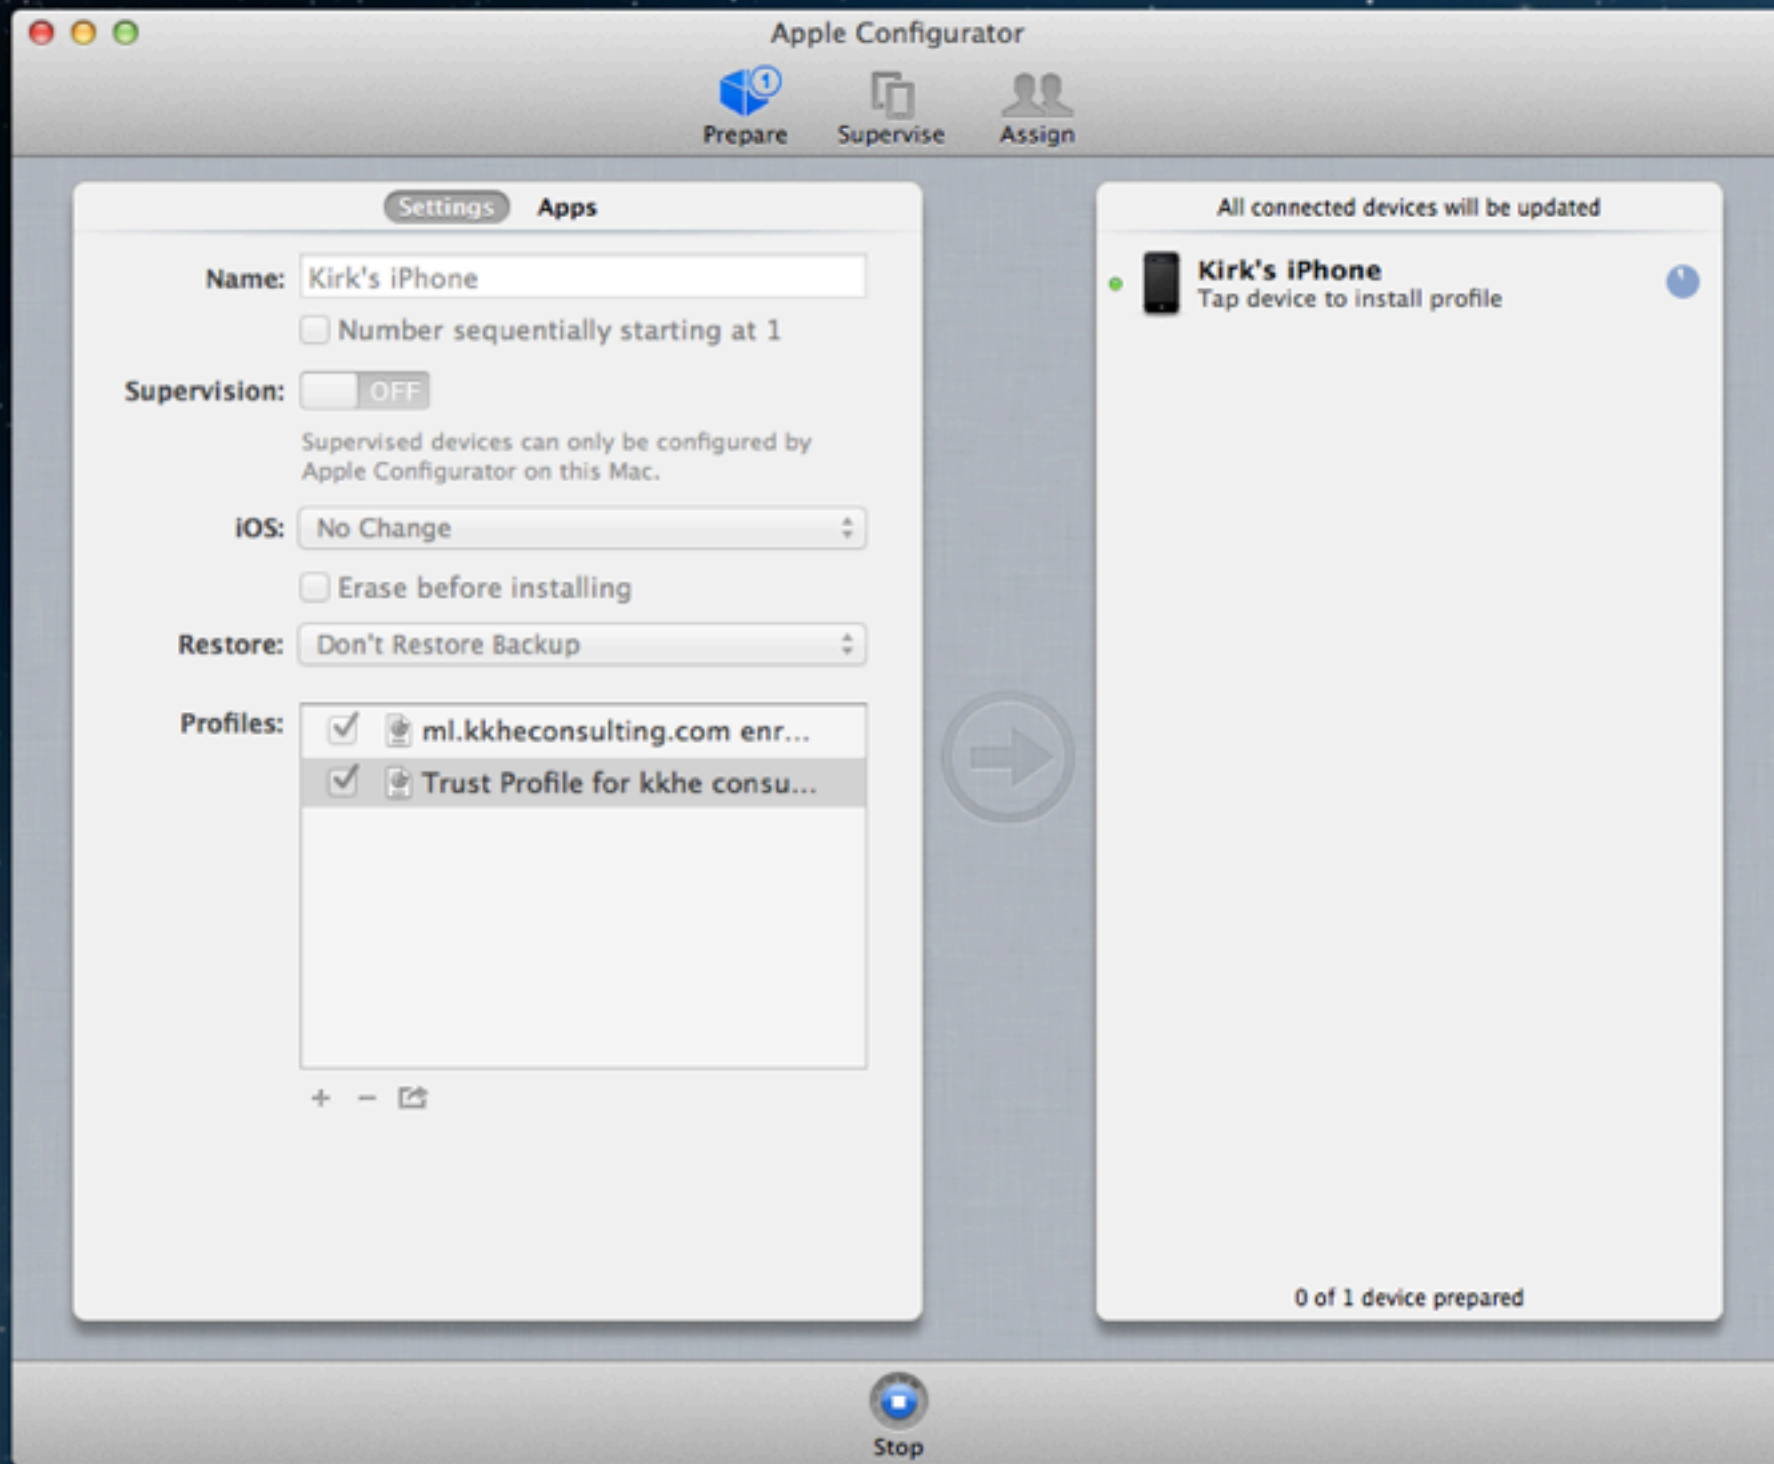 Apple Configurator
1
Prepare
Supervise
Assign
Settings
Apps
Name:
Kirk's iPhone
Number sequentially starting at 1
Supervision:
OFF
Supervised devices can only be configured by
Apple Configurator on this Mac.
iOS:
No Change
Erase before installing
Restore:
Don't Restore Backup
Profiles:
ml.kkheconsulting.com enr...
Trust Profile for kkhe consu...
All connected devices will be updated
Kirk's iPhone
Tap device to install profile
0 of 1 device prepared
Stop